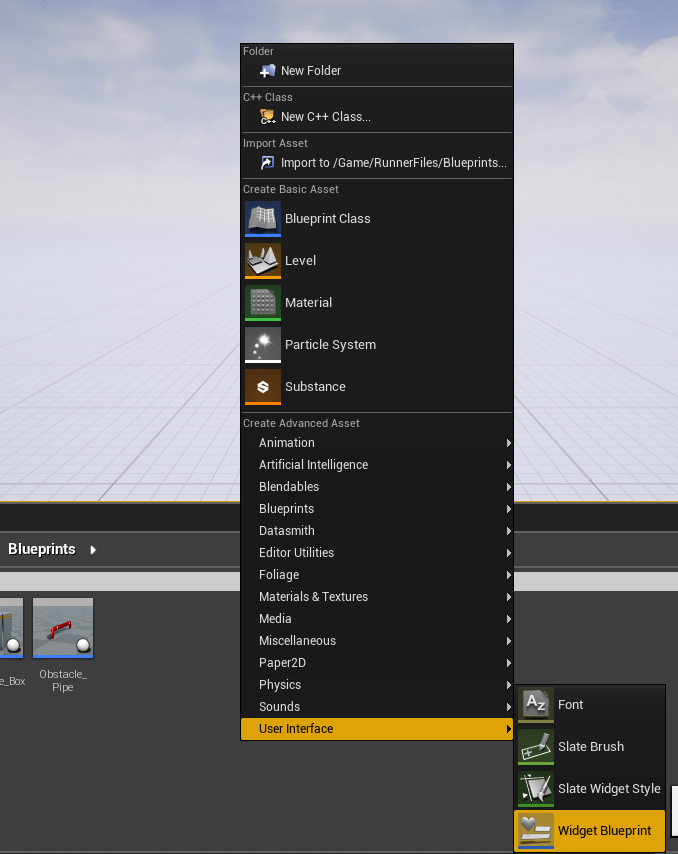 Folder
New Folder
C++ Class
C++
New C++ Class...
Import Asset
Import to /Game/RunnerFiles/Blueprints...
Create Basic Asset
Blueprint Class
Level
Material
Particle System
S
Substance
Create Advanced Asset
Animation
Artificial Intelligence
Blendables
Blueprints
Datasmith
Editor Utilities
Foliage
Materials & Textures
Media
Miscellaneous
Paper2D
Physics
Sounds
User Interface
Blueprints
e_Box
Obstacle_
Pipe
Az
Font
Slate Brush
Slate Widget Style
Widget Blueprint